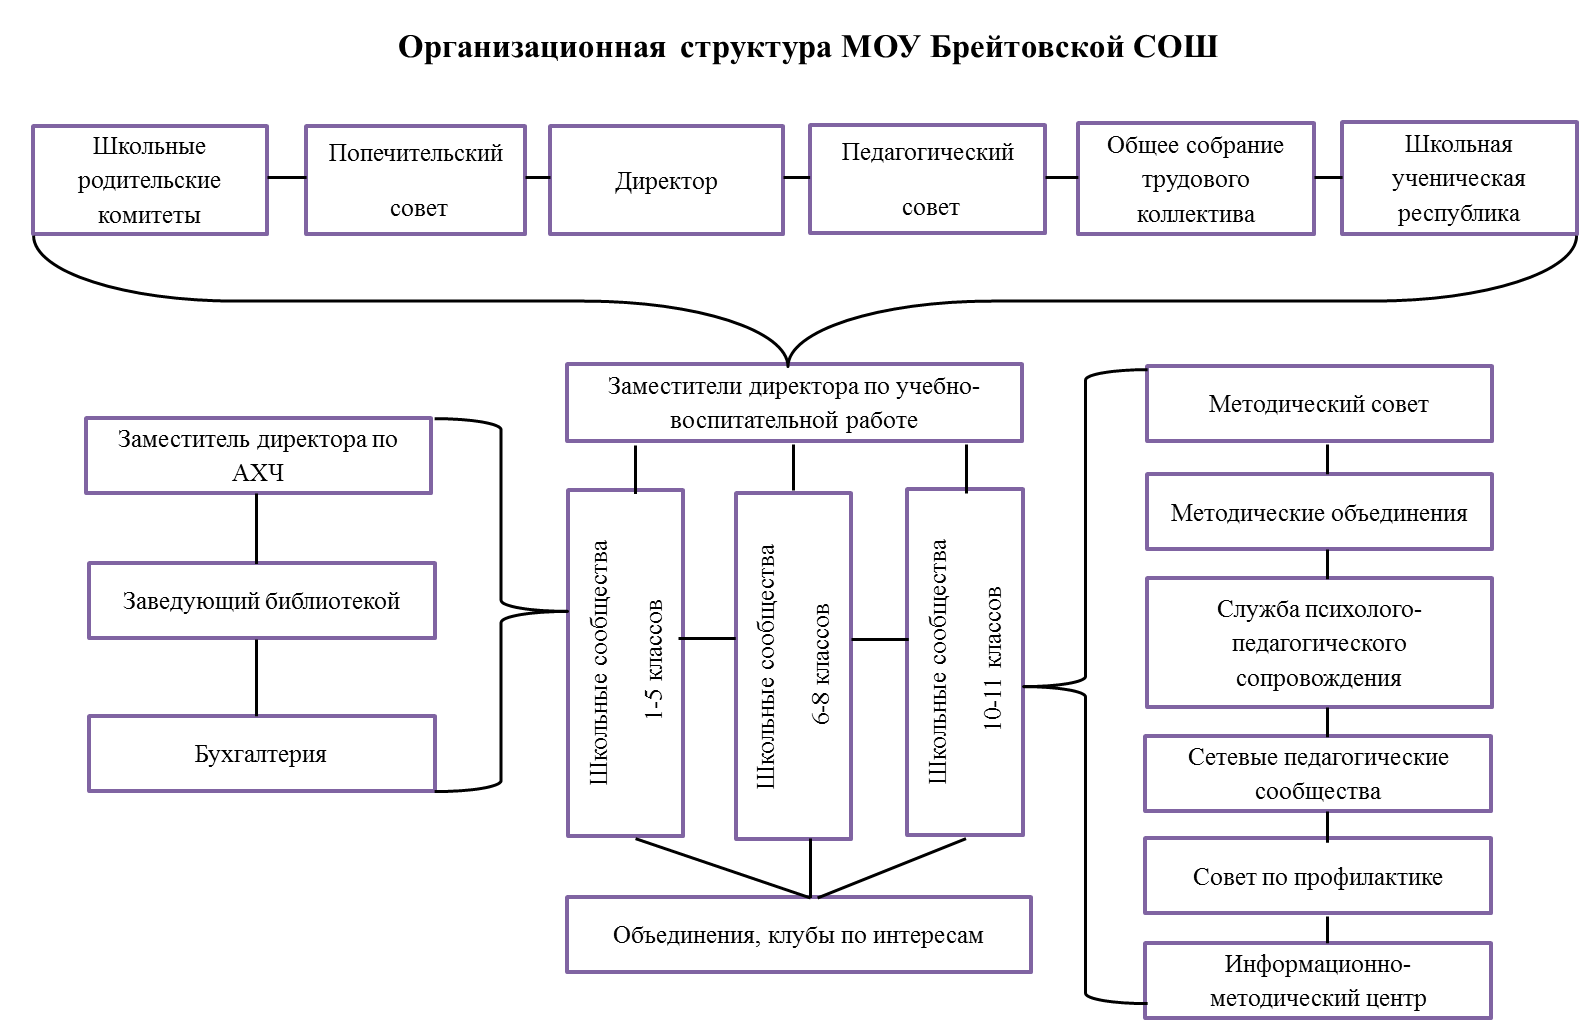 Организационная структура МОУ Брейтовской СОШ
Школьные
родительские
комитеты
Попечительский
совет
Директор
Педагогический
совет
Общее собрание
трудового
коллектива
Школьная
ученическая
республика
Заместители директора по учебно-
воспитательной работе
Заместитель директора по
АХЧ
Заведующий библиотекой
Бухгалтерия
Школьные сообщества
1-5 классов
Школьные сообщества
6-8 классов
Школьные сообщества
10-11 классов
Объединения, клубы по интересам
Методический совет
Методические объединения
Служба психолого-
педагогического
сопровождения
Сетевые педагогические
сообщества
Совет по профилактике
Информационно-
методический центр